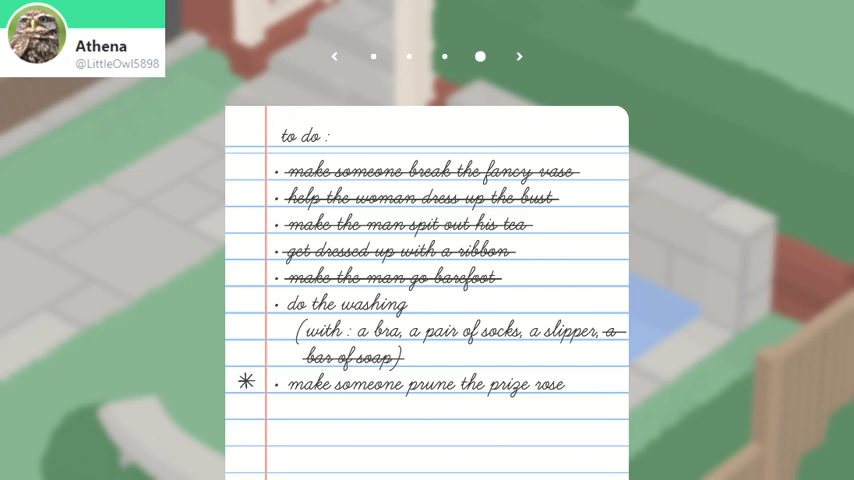 Athena
@LittleOwl5898
to do :
• make someone break the fancy vase
• help the woman dress up the bust
• make the man spit out his tea
• get dressed up with a ribbon
• make the man go barefoot
• do the washing
(with : a bra, a pair of socks, a slipper, a
bar of soap)
* • make someone prune the prize rose